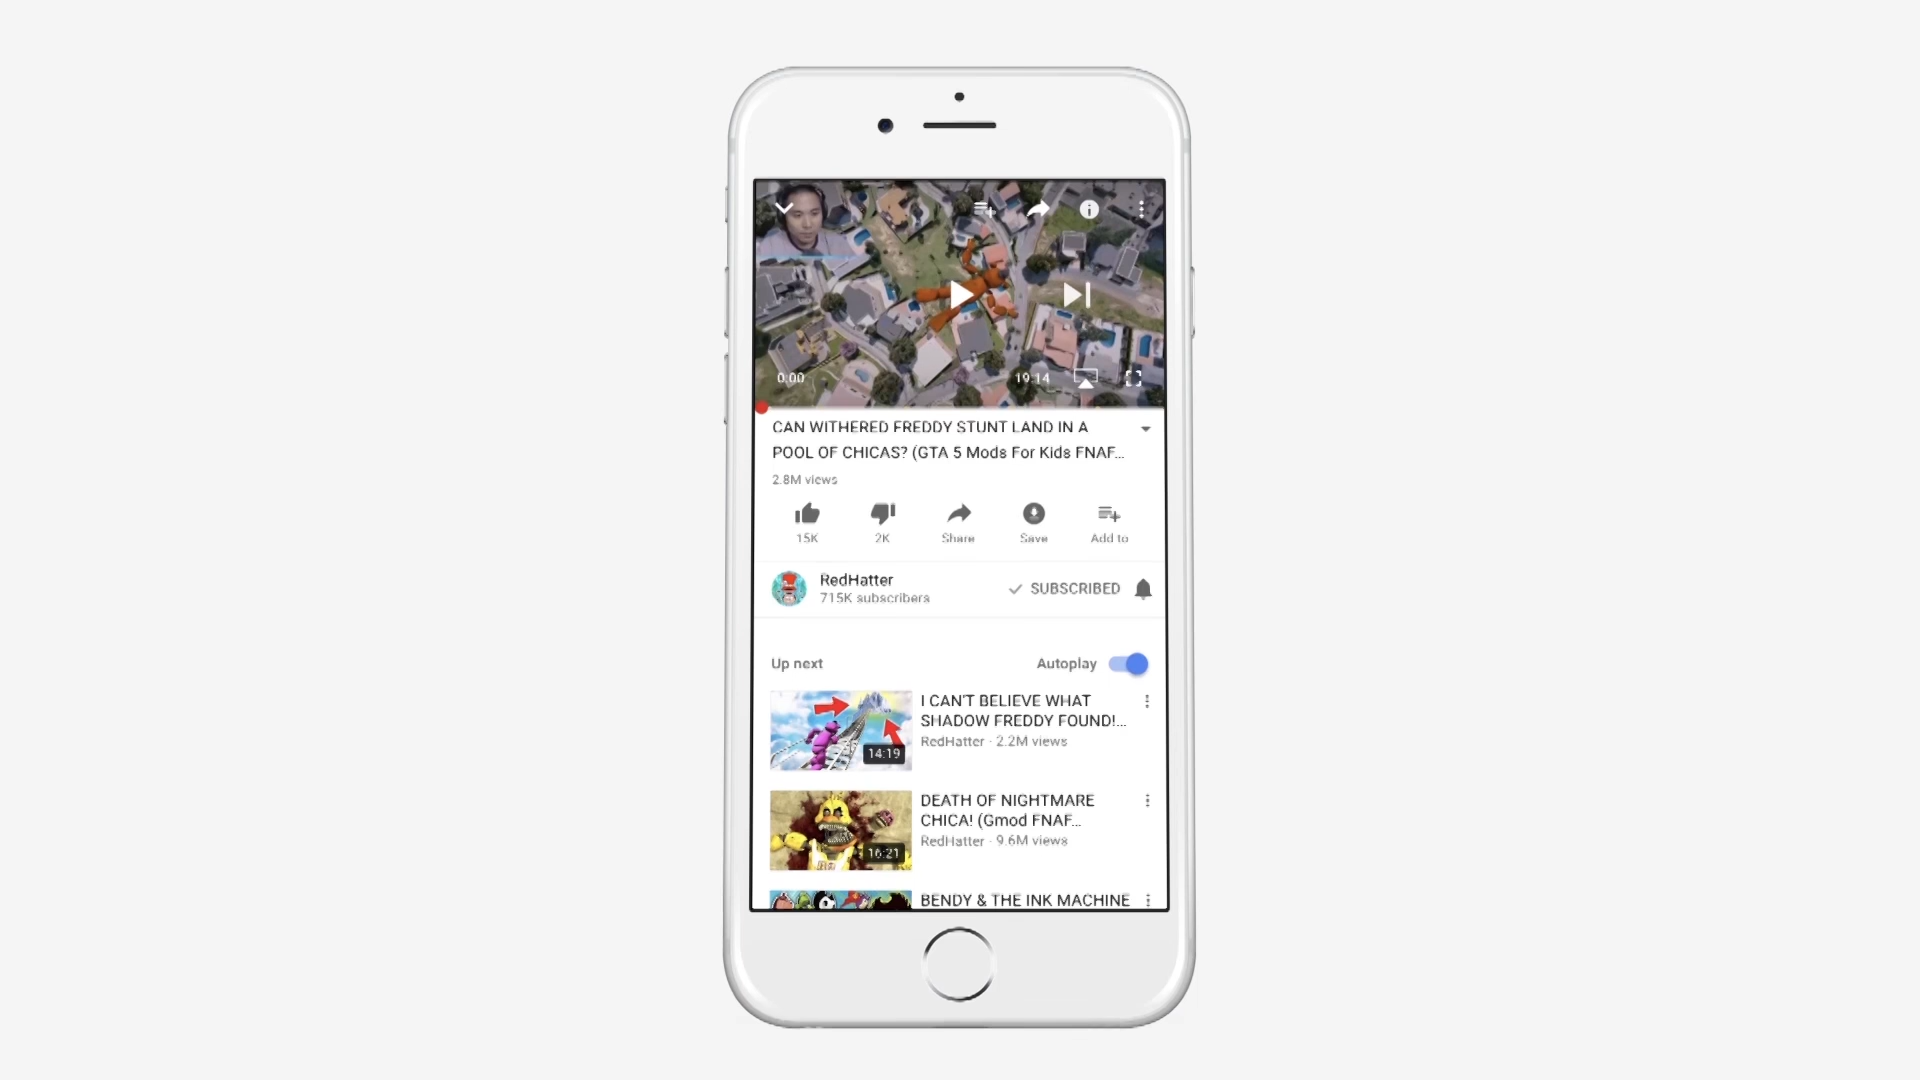 0:00
19:14
CAN WITHERED FREDDY STUNT LAND IN A
POOL OF CHICAS? (GTA 5 Mods For Kids FNAF...
2.8M views
15K
2K
Share
Save
Add to
RedHatter
715K subscribers
SUBSCRIBED
Up next
Autoplay
14:19
I CAN'T BELIEVE WHAT
SHADOW FREDDY FOUND!...
RedHatter · 2.2M views
16:21
DEATH OF NIGHTMARE
CHICA! (Gmod FNAF...
RedHatter · 9.6M views
BENDY & THE INK MACHINE